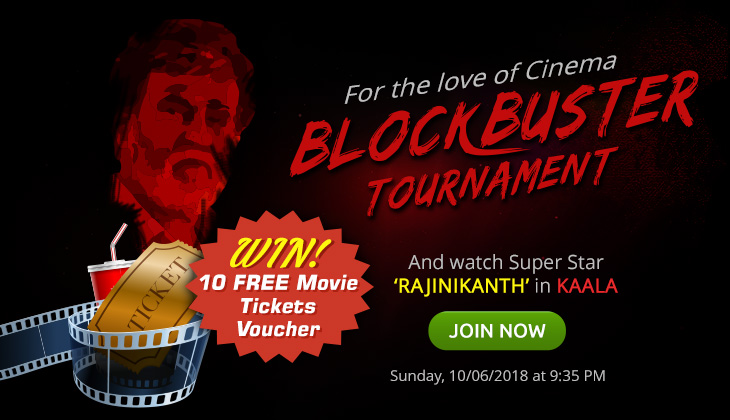 For the love of Cinema
BLOCKBUSTER
TOURNAMENT
TICKET
WIN!
10 FREE Movie
Tickets
Voucher
And watch Super Star
‘RAJINIKANTH’ in KAALA
JOIN NOW
Sunday, 10/06/2018 at 9:35 PM